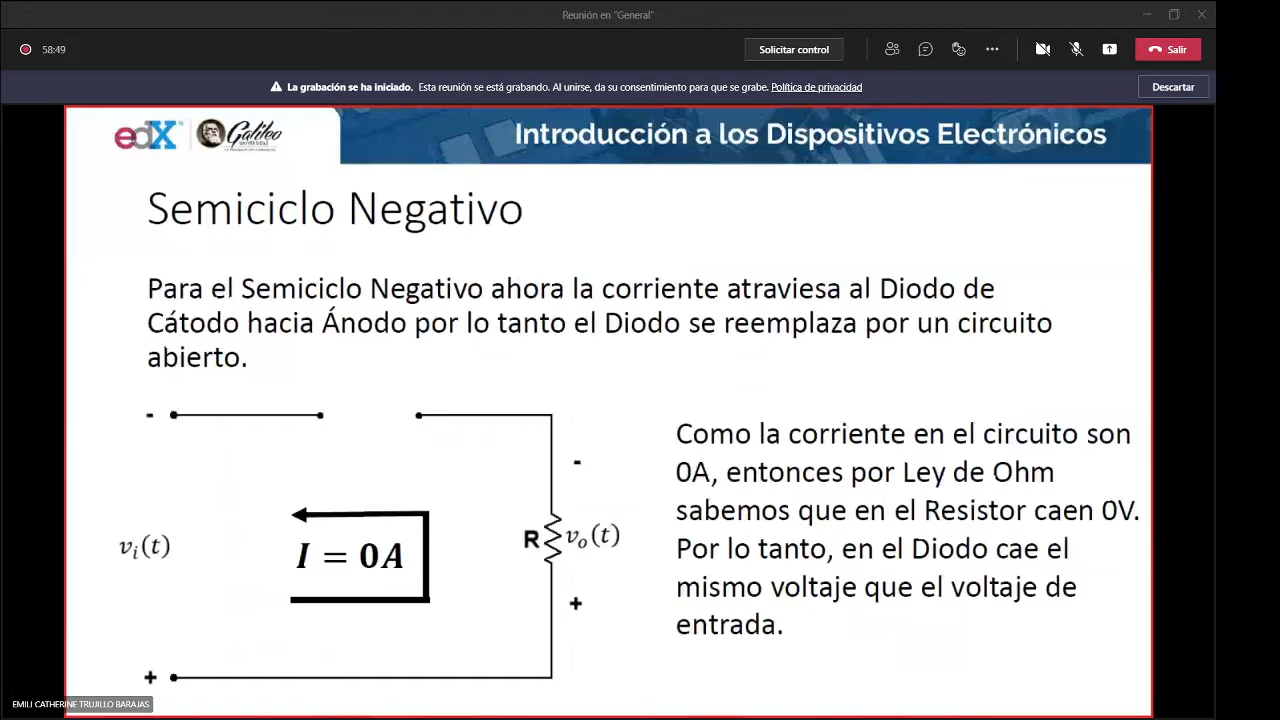 Reunión en "General"
58:49
Solicitar control
Salir
La grabación se ha iniciado. Esta reunión se está grabando. Al unirse, da su consentimiento para que se grabe. Política de privacidad
Descartar
edX
Galileo
Introducción a los Dispositivos Electrónicos
Semiciclo Negativo
Para el Semiciclo Negativo ahora la corriente atraviesa al Diodo de
Cátodo hacia Ánodo por lo tanto el Diodo se reemplaza por un circuito
abierto.
-
-
v_i(t)
I = 0A
R
v_o(t)
+
+
Como la corriente en el circuito son
0A, entonces por Ley de Ohm
sabemos que en el Resistor caen 0V.
Por lo tanto, en el Diodo cae el
mismo voltaje que el voltaje de
entrada.
EMILI CATHERINE TRUJILLO BARAJAS